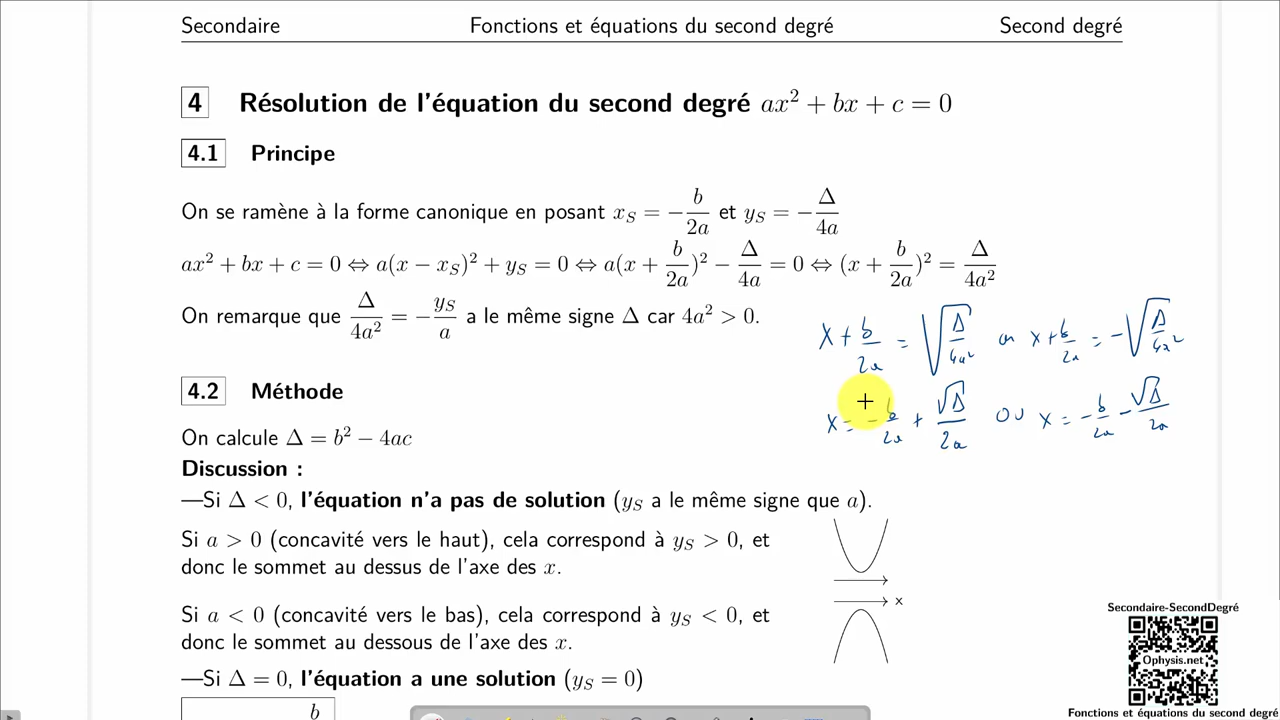 Secondaire Fonctions et équations du second degré Second degré
4 Résolution de l'équation du second degré ax² + bx + c = 0
4.1 Principe
On se ramène à la forme canonique en posant x_S = −b/2a et y_S = −Δ/4a
ax² + bx + c = 0 ⇔ a(x − x_S)² + y_S = 0 ⇔ a(x + b/2a)² − Δ/4a = 0 ⇔ (x + b/2a)² = Δ/4a²
On remarque que Δ/4a² = −y_S/a a le même signe Δ car 4a² > 0.
x + b/2a = √(Δ/4a²) ou x + b/2a = −√(Δ/4a²)
x = −b/2a + √Δ/2a OU x = −b/2a − √Δ/2a
4.2 Méthode
On calcule Δ = b² − 4ac
Discussion :
—Si Δ < 0, l'équation n'a pas de solution (y_S a le même signe que a).
Si a > 0 (concavité vers le haut), cela correspond à y_S > 0, et
donc le sommet au dessus de l'axe des x.
x
Si a < 0 (concavité vers le bas), cela correspond à y_S < 0, et
donc le sommet au dessous de l'axe des x.
—Si Δ = 0, l'équation a une solution (y_S = 0)
b
Secondaire-SecondDegré
Ophysis.net
Fonctions et équations du second degré